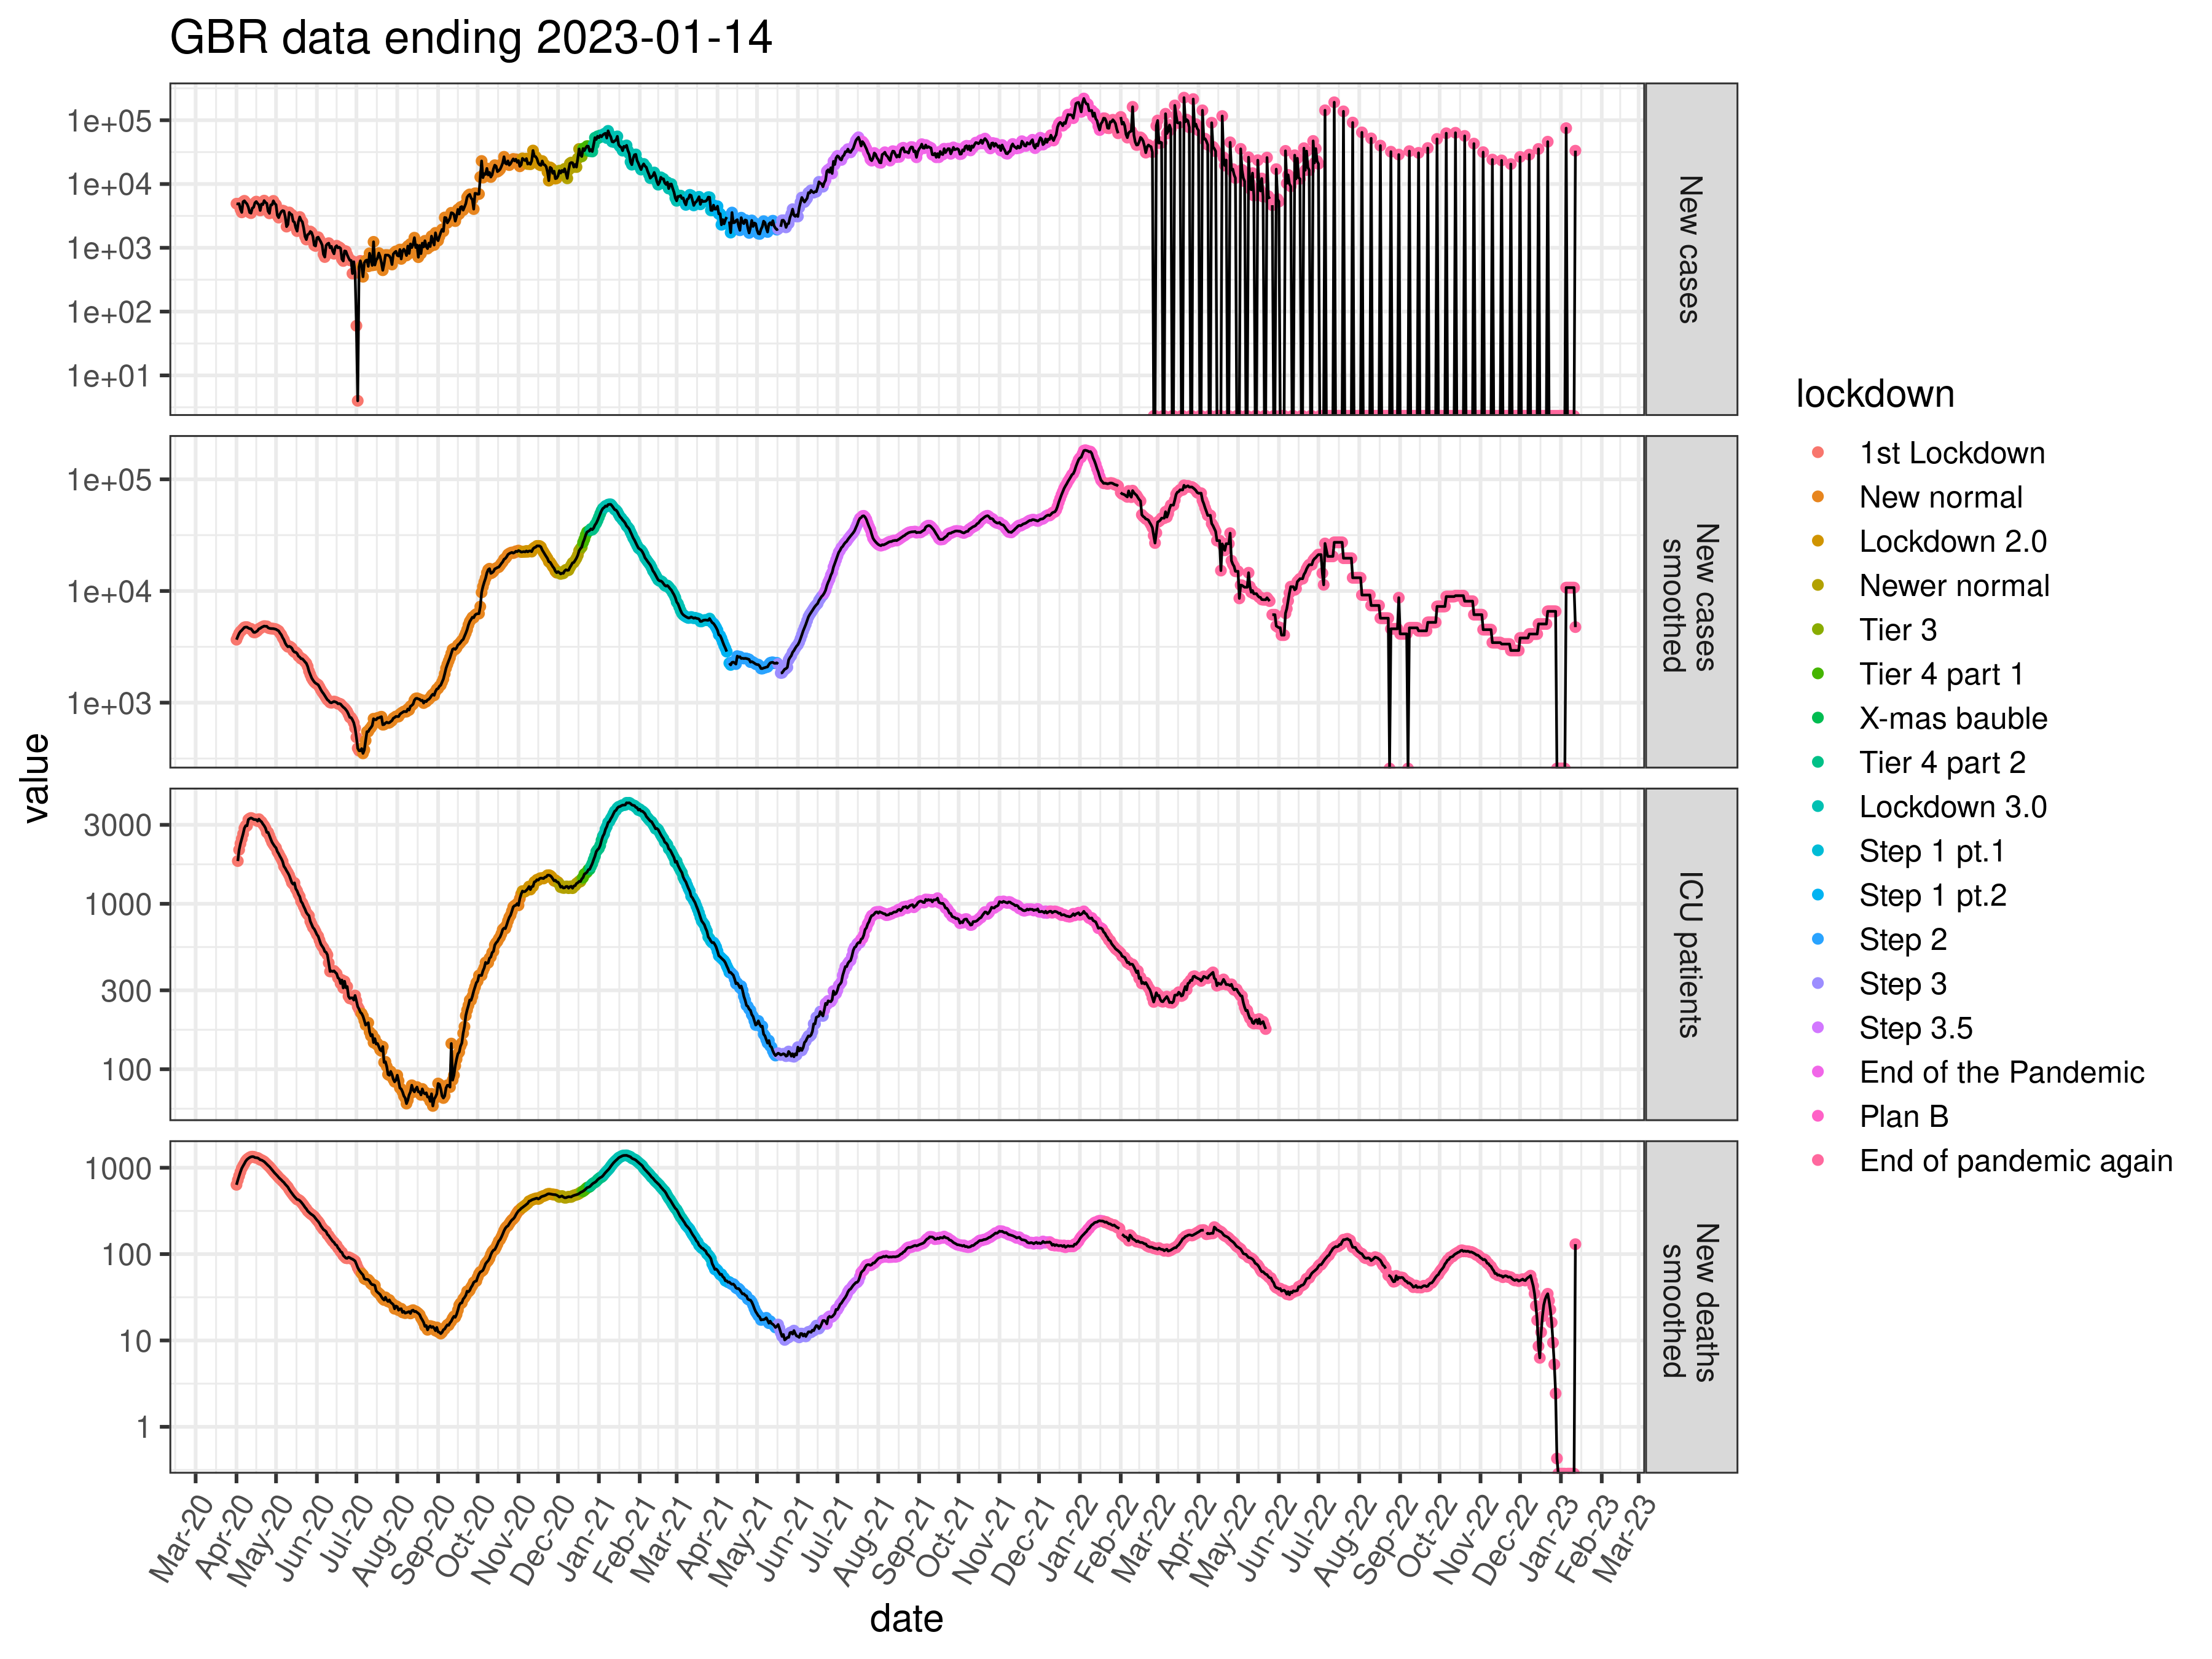 GBR data ending 2023-01-14
value
1e+05
1e+04
1e+03
1e+02
1e+01
New cases
1e+05
1e+04
1e+03
New cases
smoothed
3000
1000
300
100
ICU patients
1000
100
10
1
New deaths
smoothed
Mar-20
Apr-20
May-20
Jun-20
Jul-20
Aug-20
Sep-20
Oct-20
Nov-20
Dec-20
Jan-21
Feb-21
Mar-21
Apr-21
May-21
Jun-21
Jul-21
Aug-21
Sep-21
Oct-21
Nov-21
Dec-21
Jan-22
Feb-22
Mar-22
Apr-22
May-22
Jun-22
Jul-22
Aug-22
Sep-22
Oct-22
Nov-22
Dec-22
Jan-23
Feb-23
Mar-23
date
lockdown
1st Lockdown
New normal
Lockdown 2.0
Newer normal
Tier 3
Tier 4 part 1
X-mas bauble
Tier 4 part 2
Lockdown 3.0
Step 1 pt.1
Step 1 pt.2
Step 2
Step 3
Step 3.5
End of the Pandemic
Plan B
End of pandemic again